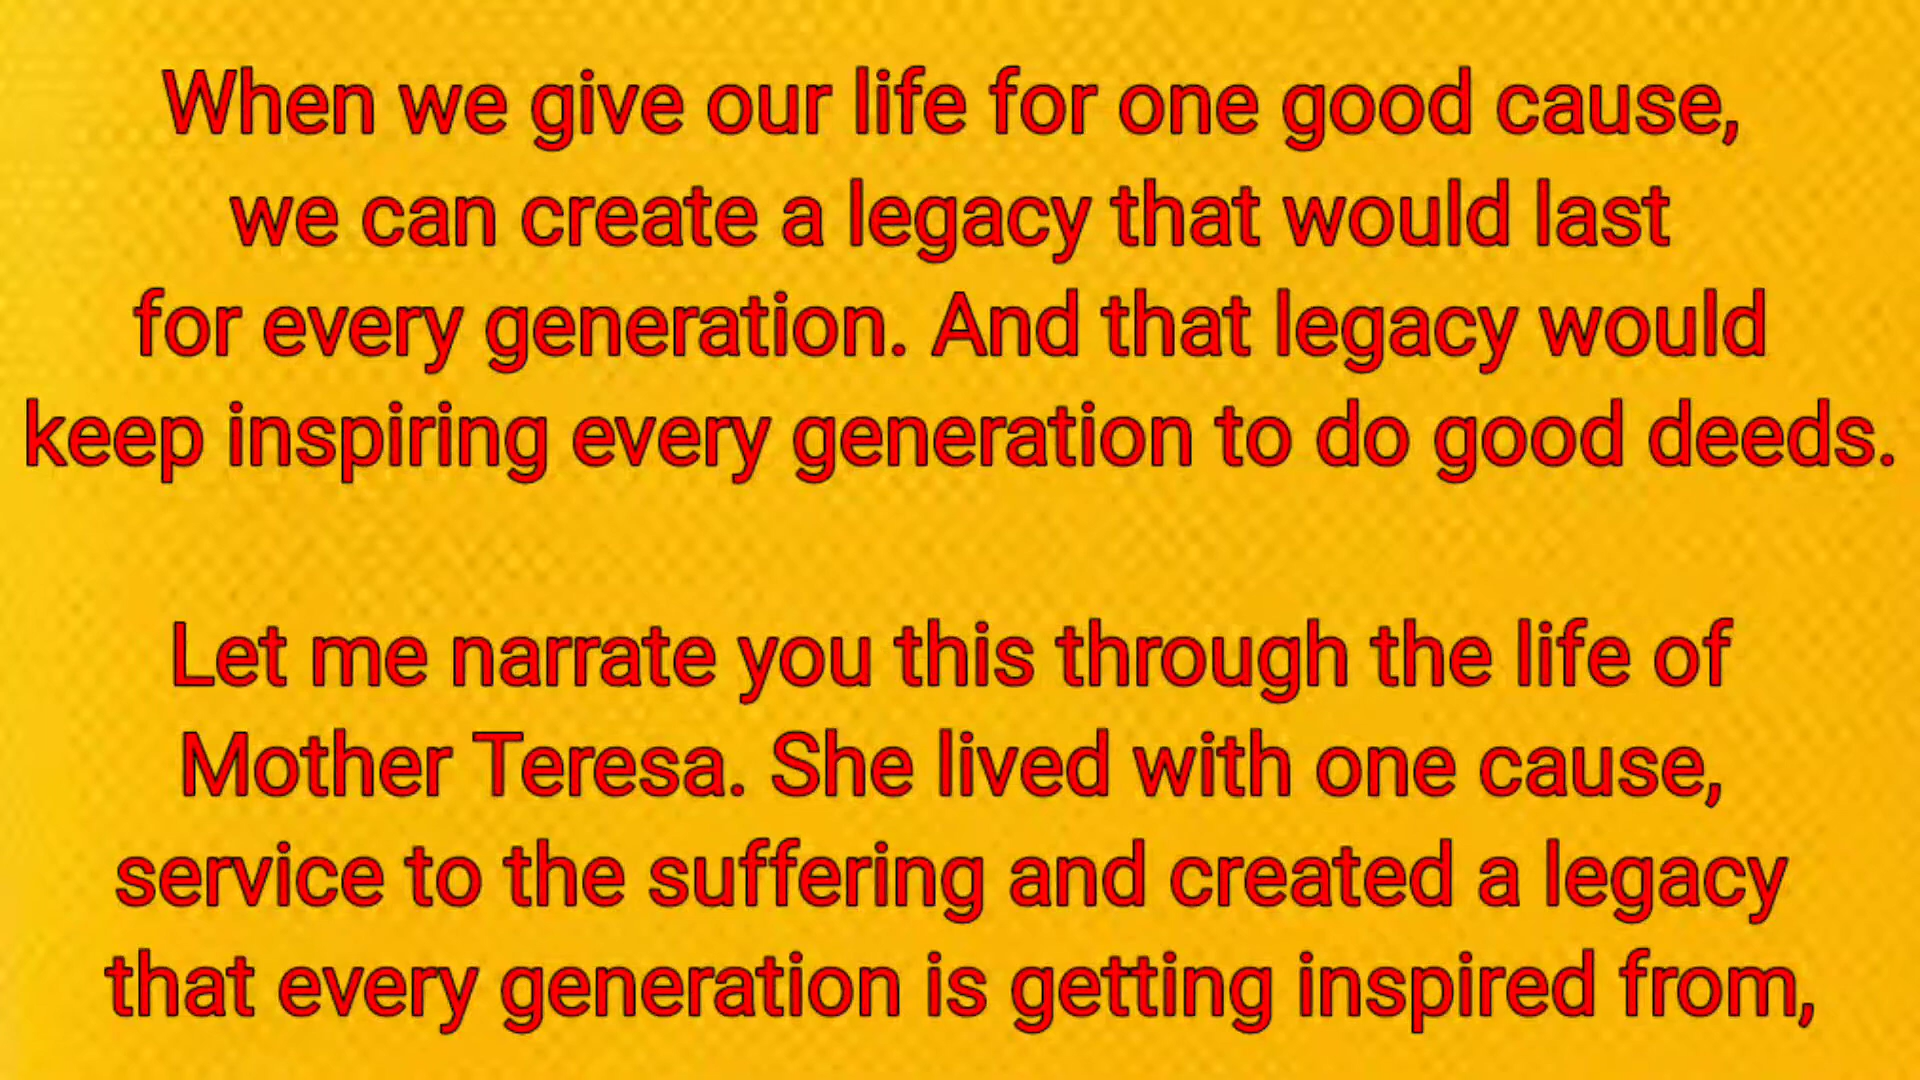 When we give our life for one good cause,
we can create a legacy that would last
for every generation. And that legacy would
keep inspiring every generation to do good deeds.
Let me narrate you this through the life of
Mother Teresa. She lived with one cause,
service to the suffering and created a legacy
that every generation is getting inspired from,